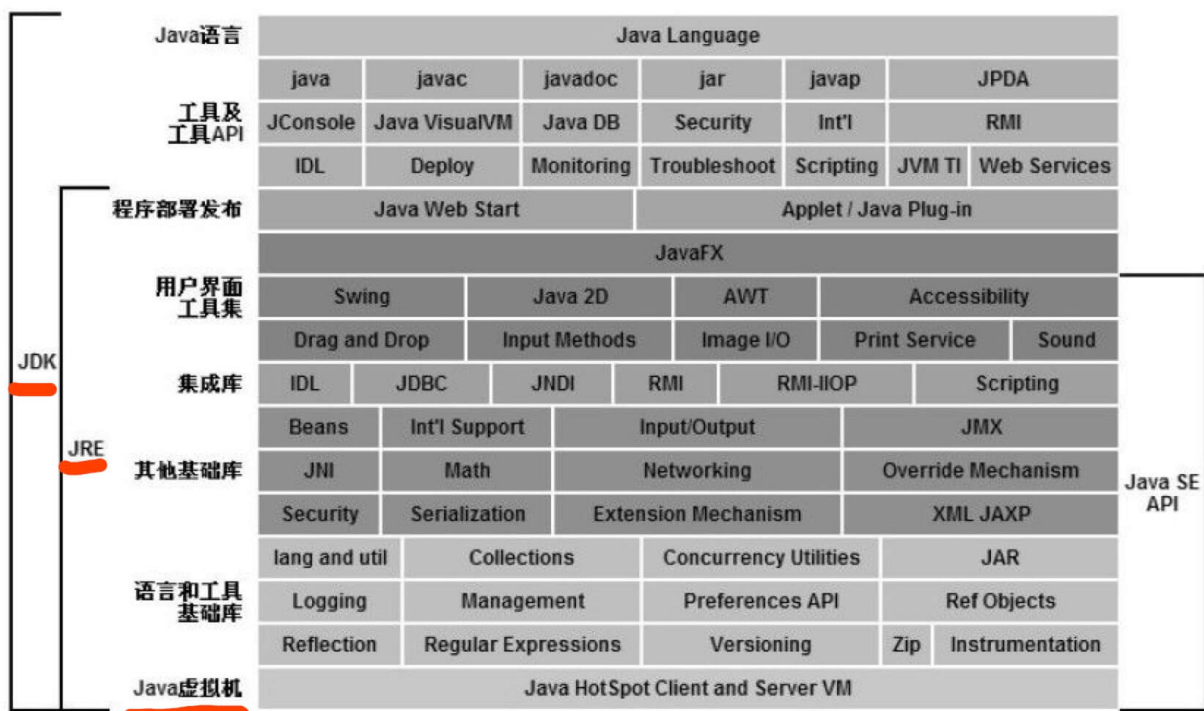 Java语言 Java Language
java javac javadoc jar javap JPDA
工具及
工具API
JConsole Java VisualVM Java DB Security Int'l RMI
IDL Deploy Monitoring Troubleshoot Scripting JVM TI Web Services
程序部署发布 Java Web Start Applet / Java Plug-in
JavaFX
用户界面
工具集
Swing Java 2D AWT Accessibility
Drag and Drop Input Methods Image I/O Print Service Sound
JDK
集成库 IDL JDBC JNDI RMI RMI-IIOP Scripting
Beans Int'l Support Input/Output JMX
JRE
其他基础库 JNI Math Networking Override Mechanism
Java SE
API
Security Serialization Extension Mechanism XML JAXP
lang and util Collections Concurrency Utilities JAR
语言和工具
基础库
Logging Management Preferences API Ref Objects
Reflection Regular Expressions Versioning Zip Instrumentation
Java虚拟机 Java HotSpot Client and Server VM